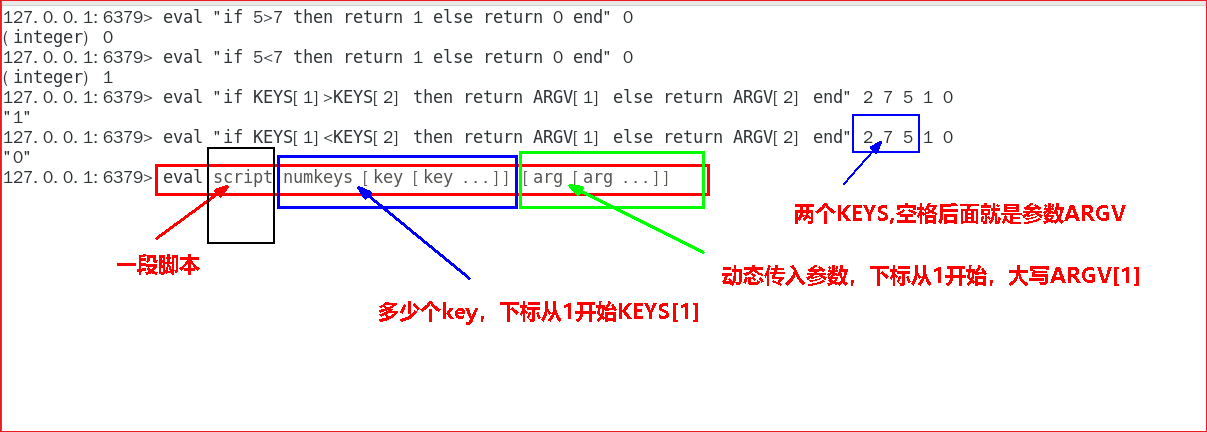 127.0.0.1:6379> eval "if 5>7 then return 1 else return 0 end" 0
(integer) 0
127.0.0.1:6379> eval "if 5<7 then return 1 else return 0 end" 0
(integer) 1
127.0.0.1:6379> eval "if KEYS[1]>KEYS[2] then return ARGV[1] else return ARGV[2] end" 2 7 5 1 0
"1"
127.0.0.1:6379> eval "if KEYS[1]<KEYS[2] then return ARGV[1] else return ARGV[2] end" 2 7 5 1 0
"0"
127.0.0.1:6379> eval script numkeys [key [key ...]] [arg [arg ...]]
两个KEYS,空格后面就是参数ARGV
一段脚本
动态传入参数，下标从1开始，大写ARGV[1]
多少个key，下标从1开始KEYS[1]